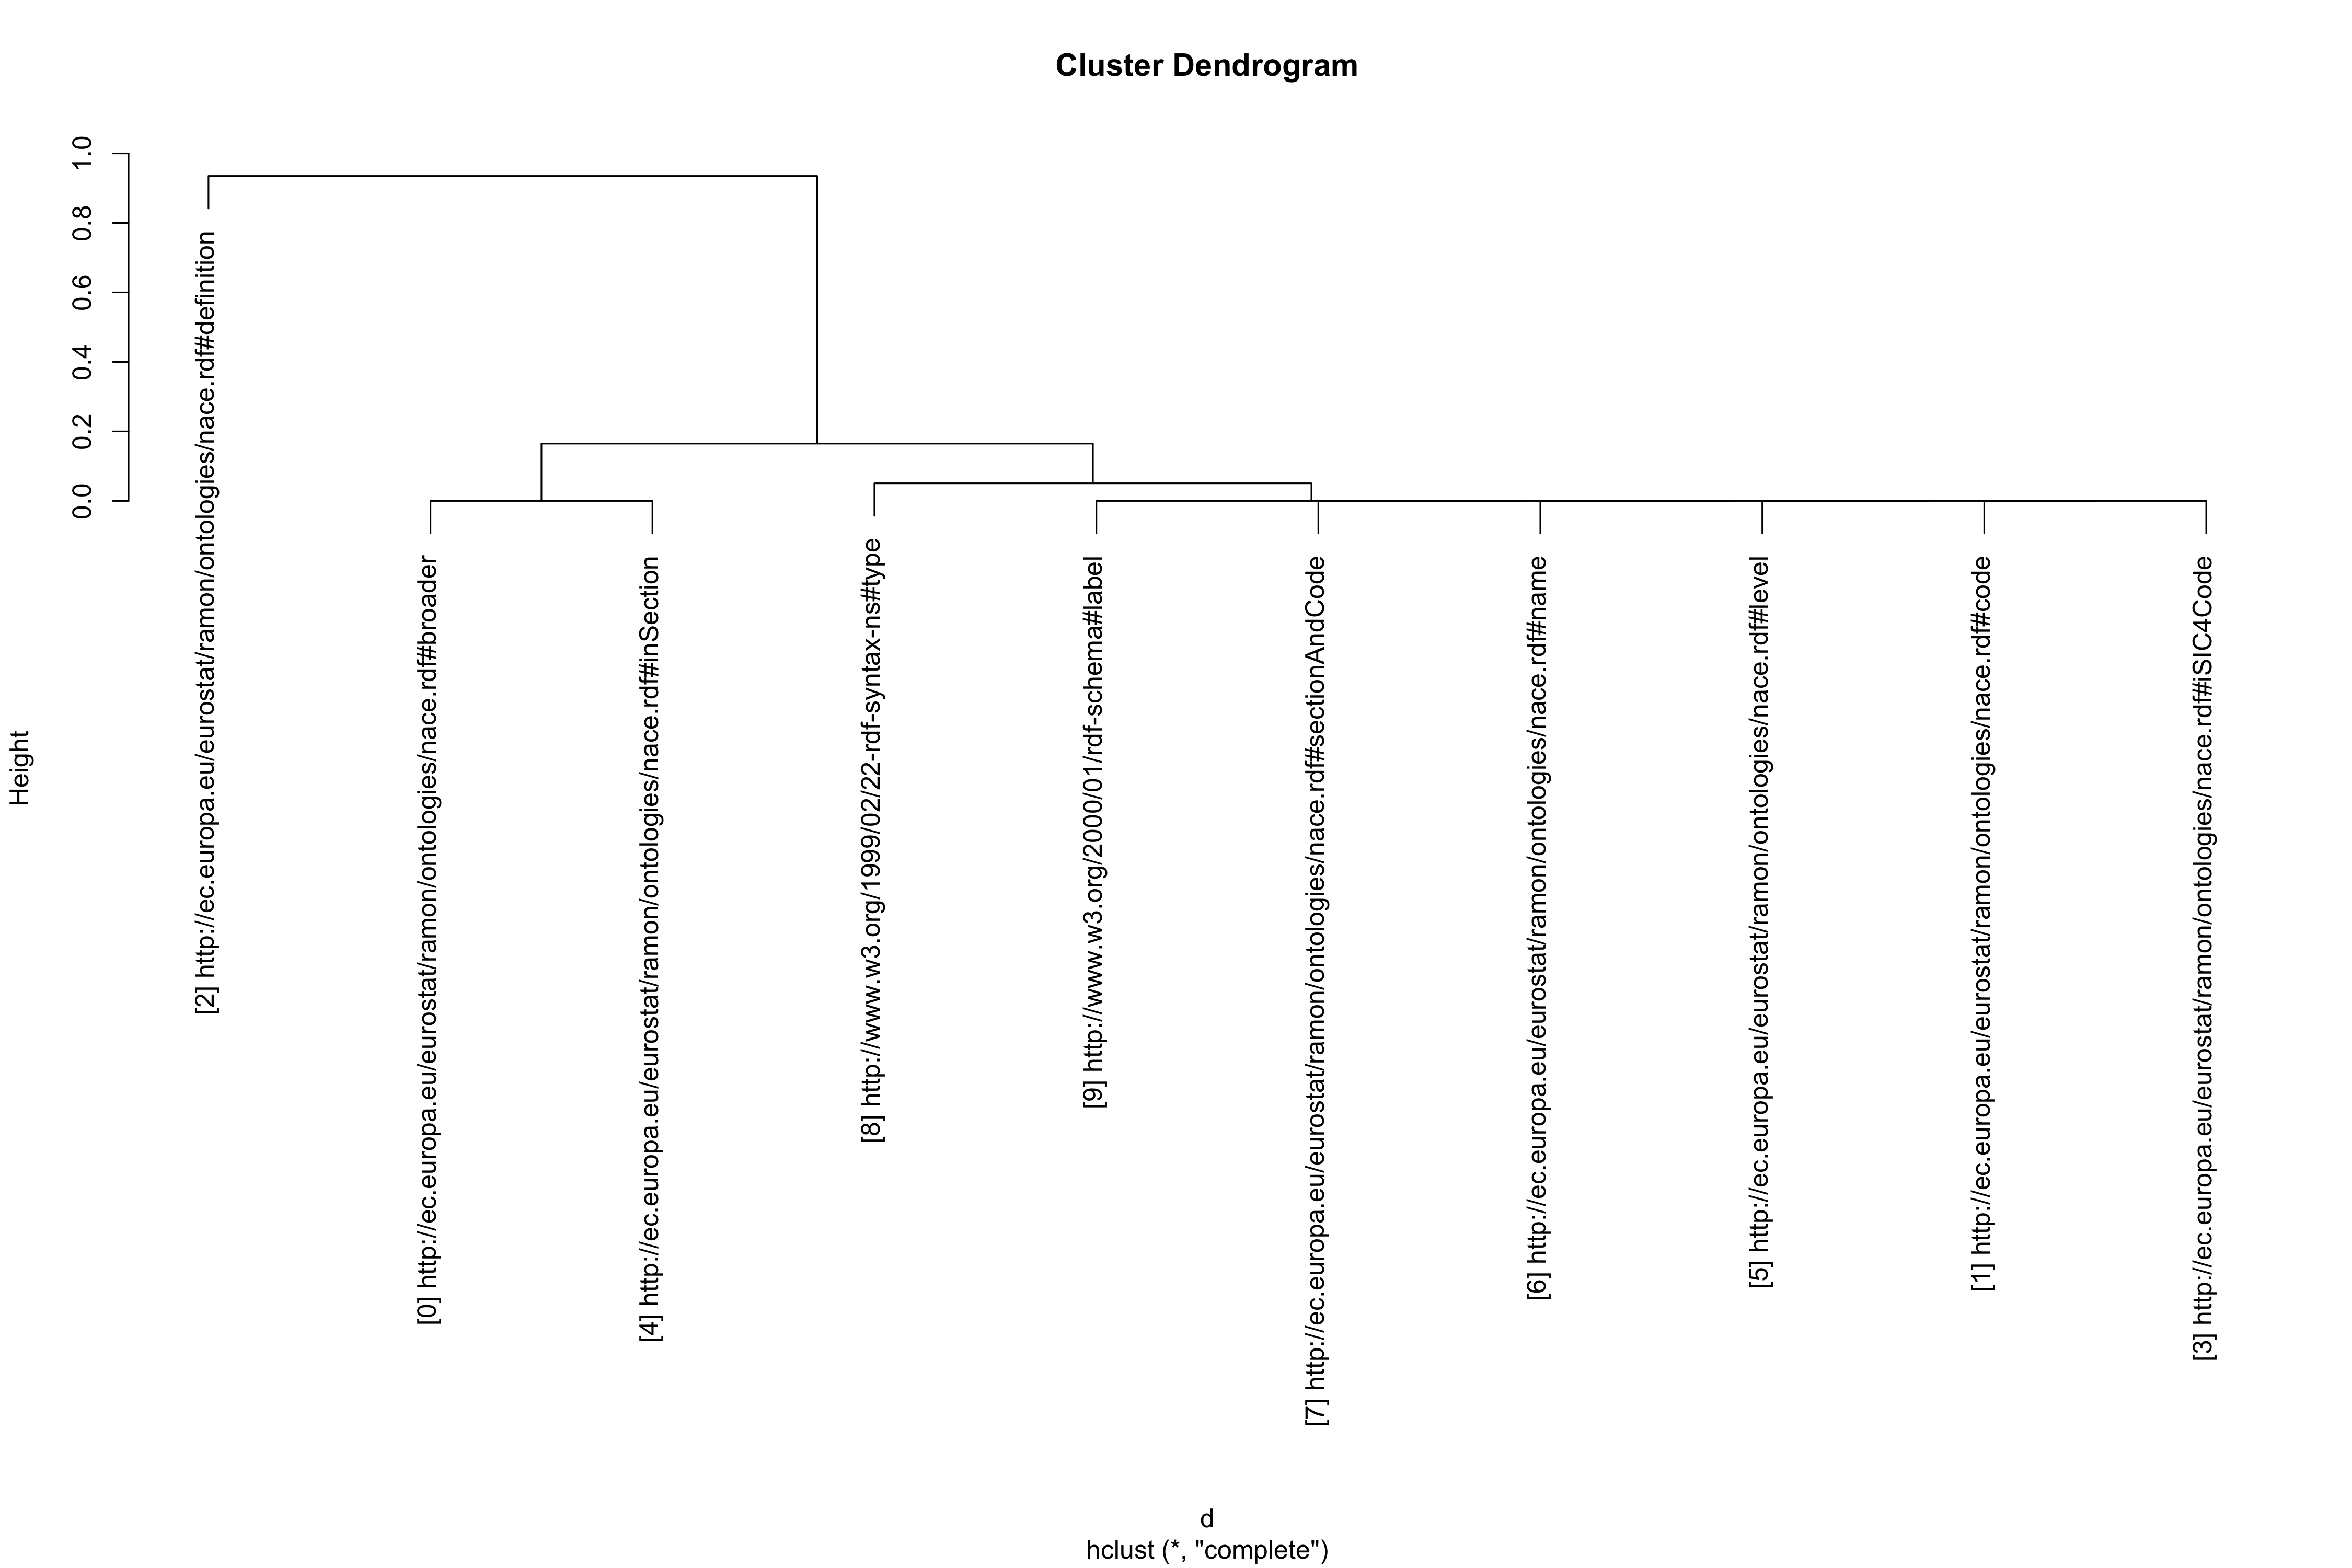 Cluster Dendrogram
Height
1.0
0.8
0.6
0.4
0.2
0.0
[2] http://ec.europa.eu/eurostat/ramon/ontologies/nace.rdf#definition
[0] http://ec.europa.eu/eurostat/ramon/ontologies/nace.rdf#broader
[4] http://ec.europa.eu/eurostat/ramon/ontologies/nace.rdf#inSection
[8] http://www.w3.org/1999/02/22-rdf-syntax-ns#type
[9] http://www.w3.org/2000/01/rdf-schema#label
[7] http://ec.europa.eu/eurostat/ramon/ontologies/nace.rdf#sectionAndCode
[6] http://ec.europa.eu/eurostat/ramon/ontologies/nace.rdf#name
[5] http://ec.europa.eu/eurostat/ramon/ontologies/nace.rdf#level
[1] http://ec.europa.eu/eurostat/ramon/ontologies/nace.rdf#code
[3] http://ec.europa.eu/eurostat/ramon/ontologies/nace.rdf#iSIC4Code
d
hclust (*, "complete")